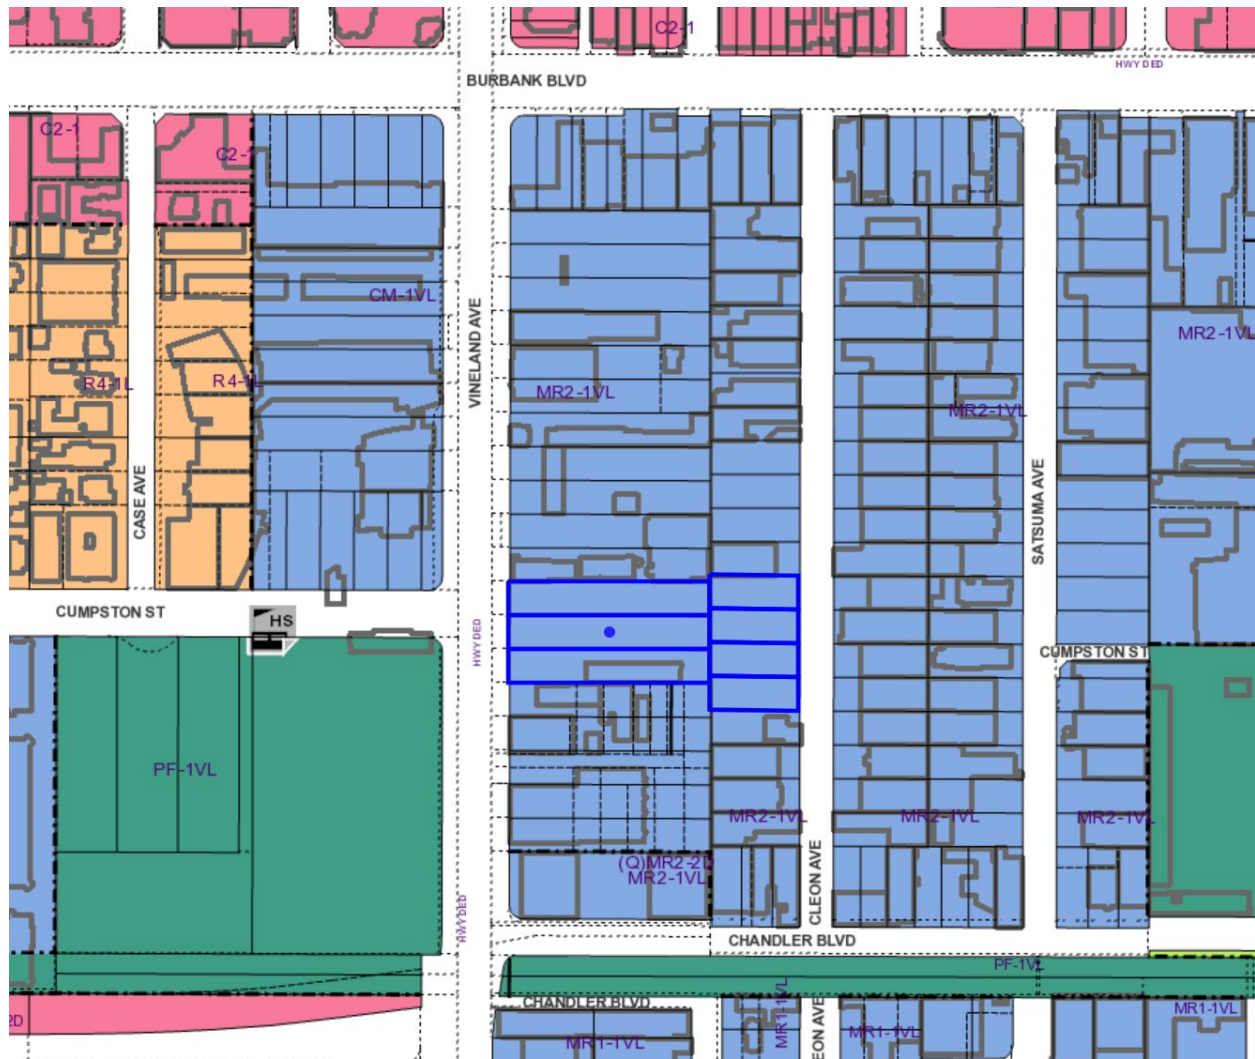 C2-1
HWY DED
BURBANK BLVD
C2-1
C2-1
CM-1VL
VINELAND AVE
MR2-1VL
R4-1L
R4-1L
MR2-1VL
MR2-1VL
CASE AVE
SATSUMA AVE
CUMPSTON ST
HS
HWY DED
CUMPSTON ST
PF-1VL
MR2-1VL
MR2-1VL
MR2-1VL
(Q)MR2-2D
MR2-1VL
CLEON AVE
HWY DED
CHANDLER BLVD
PF-1VL
CHANDLER BLVD
2D
MR1-1VL
EON AVE
MR1-1VL
MR1-1VL
MR1-1VL